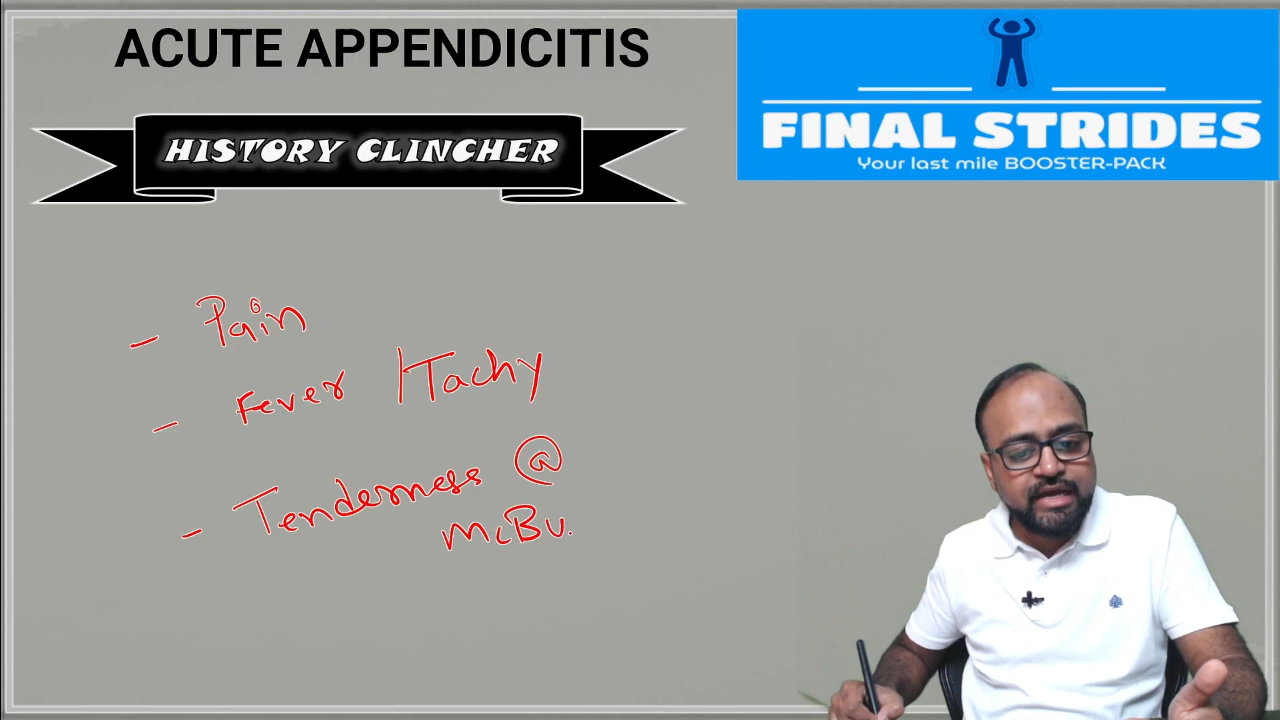 ACUTE APPENDICITIS
HISTORY CLINCHER
FINAL STRIDES
Your last mile BOOSTER-PACK
- Pain
- Fever /Tachy
- Tenderness @
McBu.